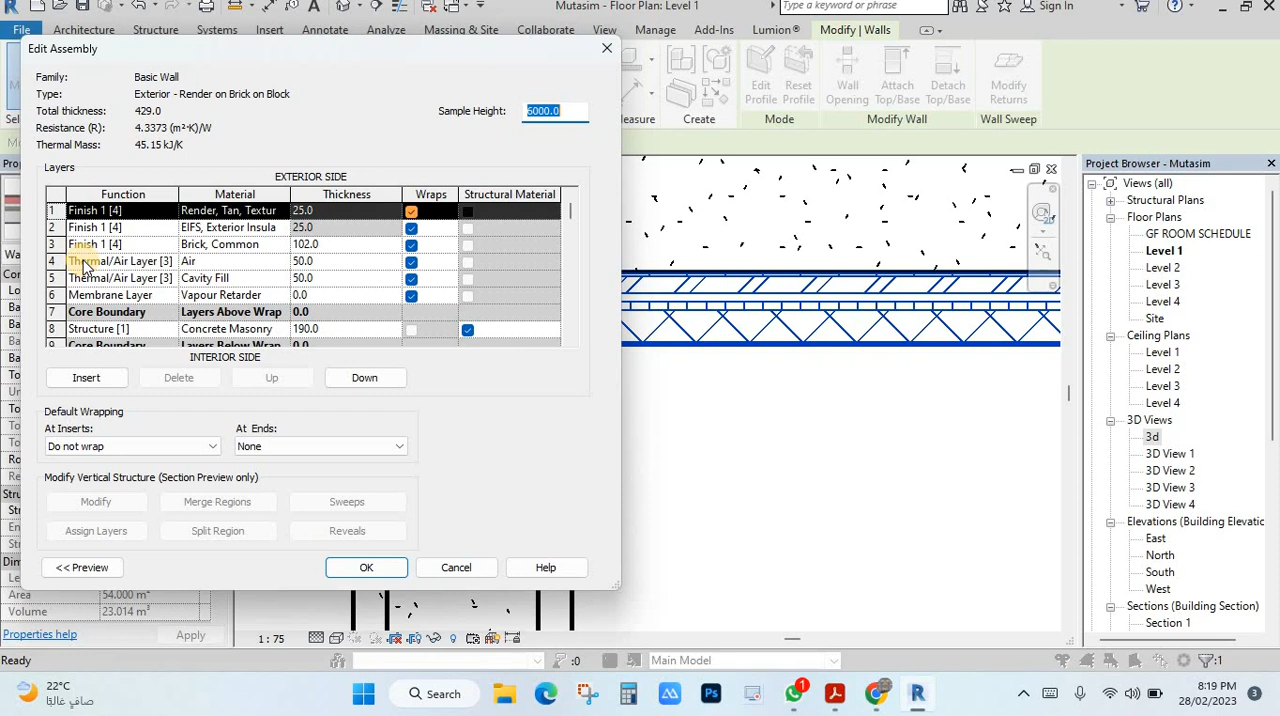 Mutasim - Floor Plan: Level 1
Type a keyword or phrase
Sign In
File Architecture Structure Systems Insert Annotate Analyze Massing & Site Collaborate View Manage Add-Ins Lumion® Modify | Walls
Edit Profile
Reset Profile
Wall Opening
Attach Top/Base
Detach Top/Base
Modify Returns
Create Mode Modify Wall Wall Sweep
Edit Assembly
Family: Basic Wall
Type: Exterior - Render on Brick on Block
Total thickness: 429.0
Sample Height: 6000.0
Resistance (R): 4.3373 (m²·K)/W
Thermal Mass: 45.15 kJ/K
Layers
EXTERIOR SIDE
Function Material Thickness Wraps Structural Material
1 Finish 1 [4] Render, Tan, Textur 25.0
2 Finish 1 [4] EIFS, Exterior Insula 25.0
3 Finish 1 [4] Brick, Common 102.0
4 Thermal/Air Layer [3] Air 50.0
5 Thermal/Air Layer [3] Cavity Fill 50.0
6 Membrane Layer Vapour Retarder 0.0
7 Core Boundary Layers Above Wrap 0.0
8 Structure [1] Concrete Masonry 190.0
9 Core Boundary Layers Below Wrap 0.0
INTERIOR SIDE
Insert Delete Up Down
Default Wrapping
At Inserts: At Ends:
Do not wrap None
Modify Vertical Structure (Section Preview only)
Modify Merge Regions Sweeps
Assign Layers Split Region Reveals
<< Preview OK Cancel Help
Area 54.000 m²
Volume 23.014 m³
Properties help Apply
1 : 75
Project Browser - Mutasim
Views (all)
Structural Plans
Floor Plans
GF ROOM SCHEDULE
Level 1
Level 2
Level 3
Level 4
Site
Ceiling Plans
Level 1
Level 2
Level 3
Level 4
3D Views
3d
3D View 1
3D View 2
3D View 3
3D View 4
Elevations (Building Elevatic
East
North
South
West
Sections (Building Section)
Section 1
Ready :0 Main Model :1
22°C
صافي غالبًا
Search
1
8:19 PM
28/02/2023
3